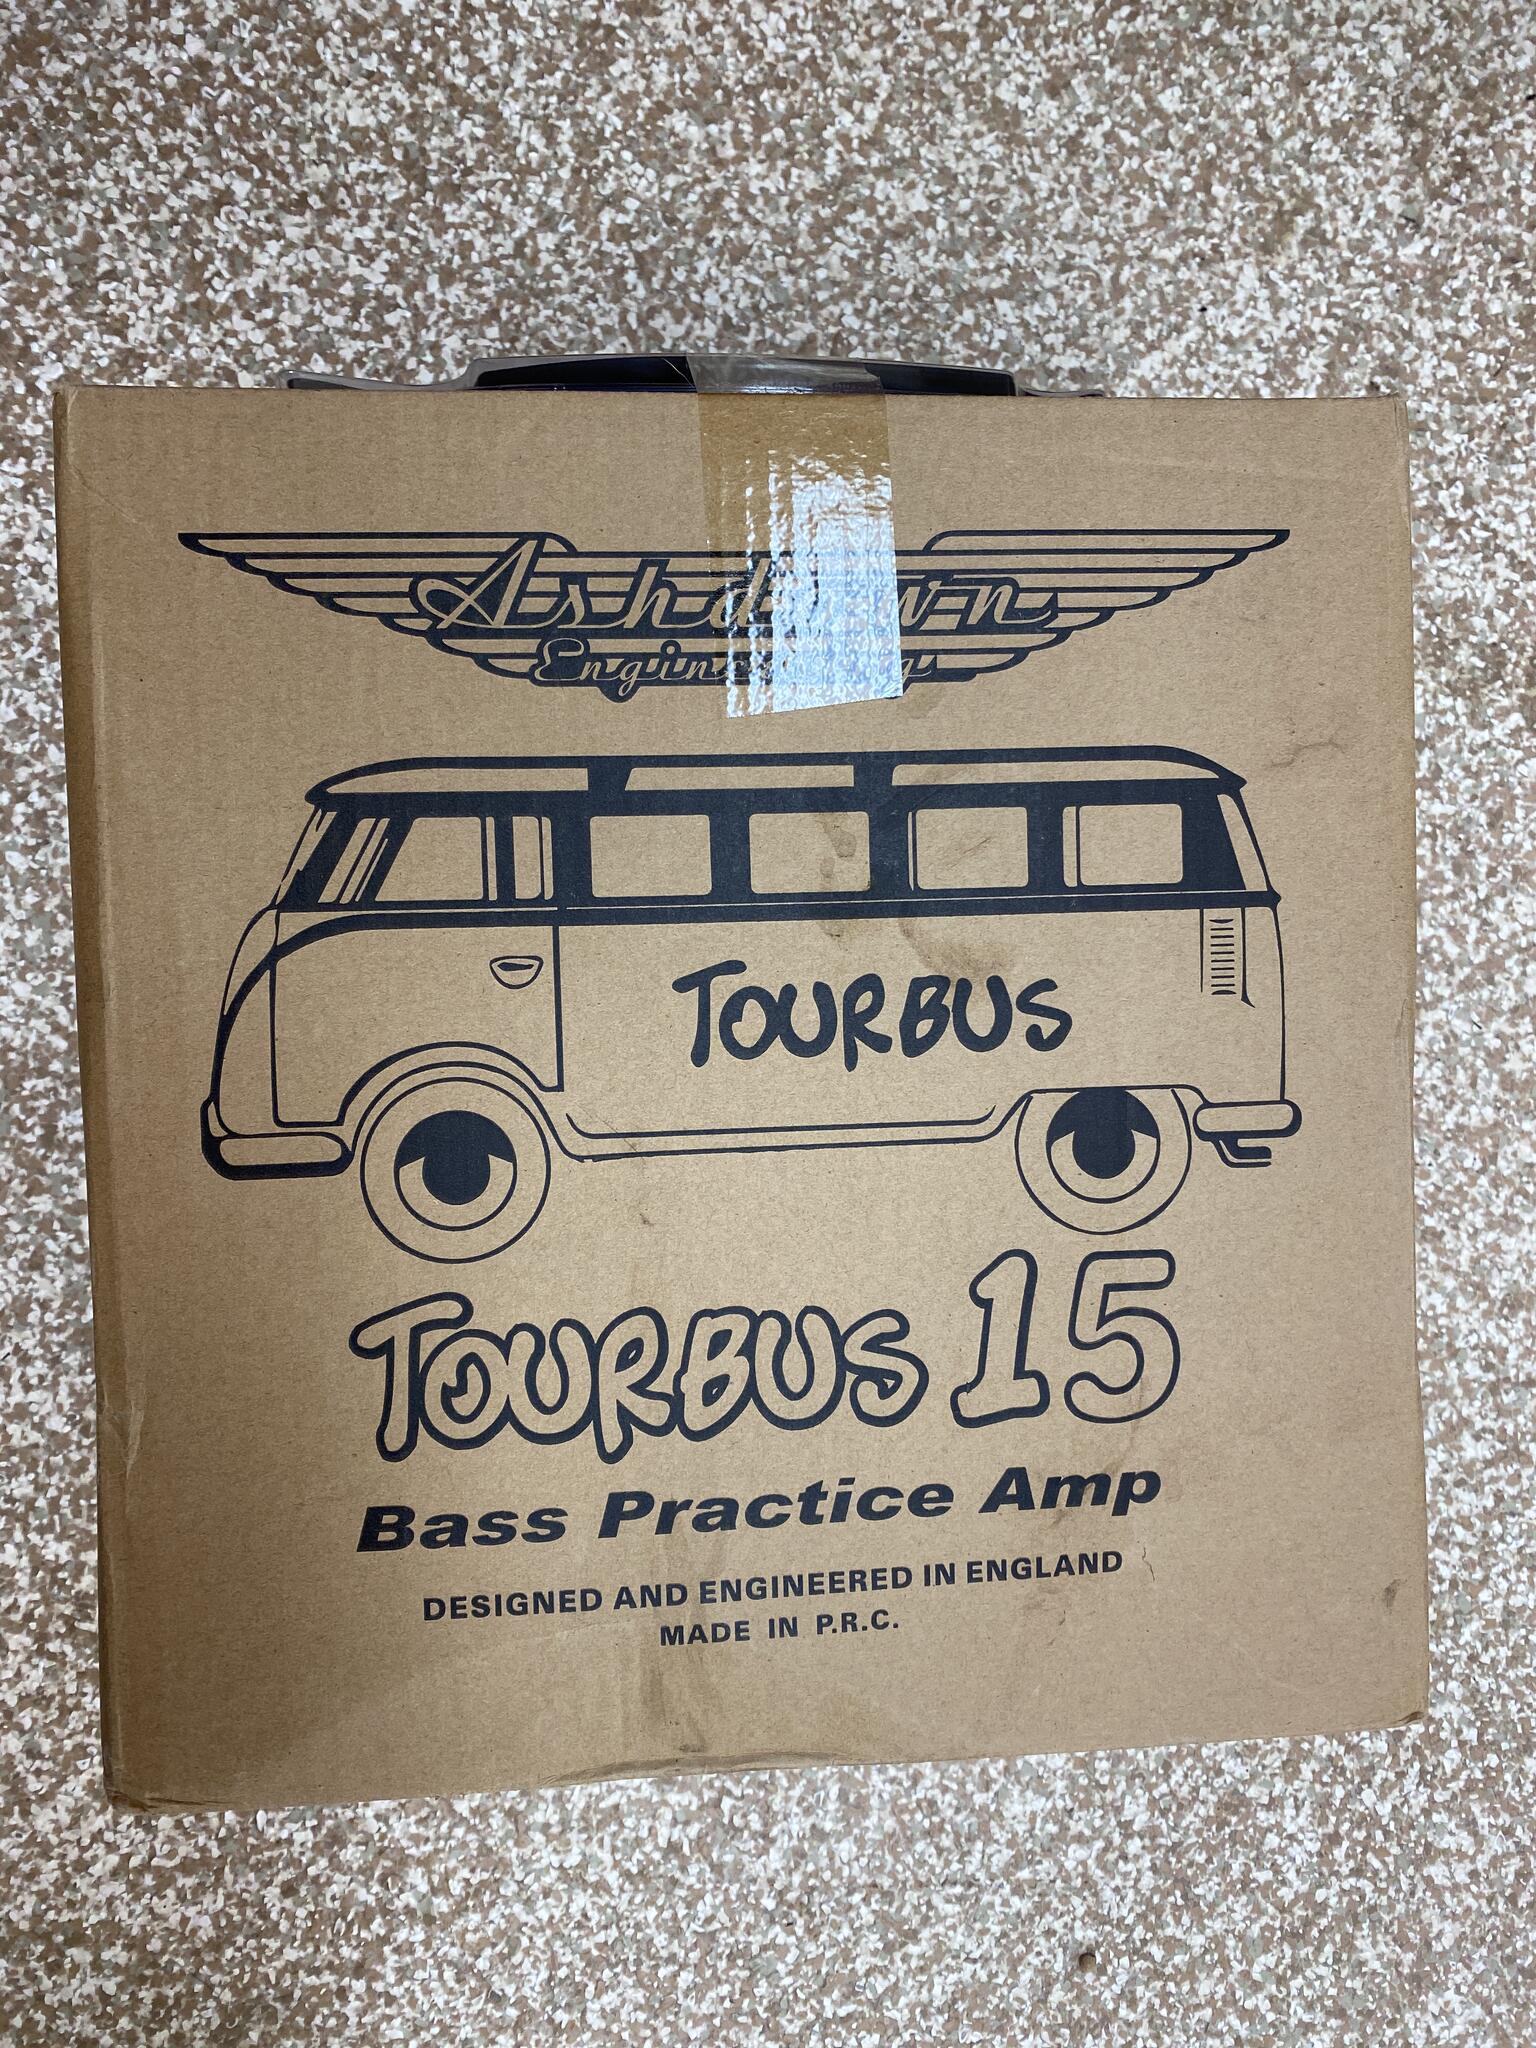 Ashdown
Engineering
TOURBUS
TOURBUS 15
Bass Practice Amp
DESIGNED AND ENGINEERED IN ENGLAND
MADE IN P.R.C.